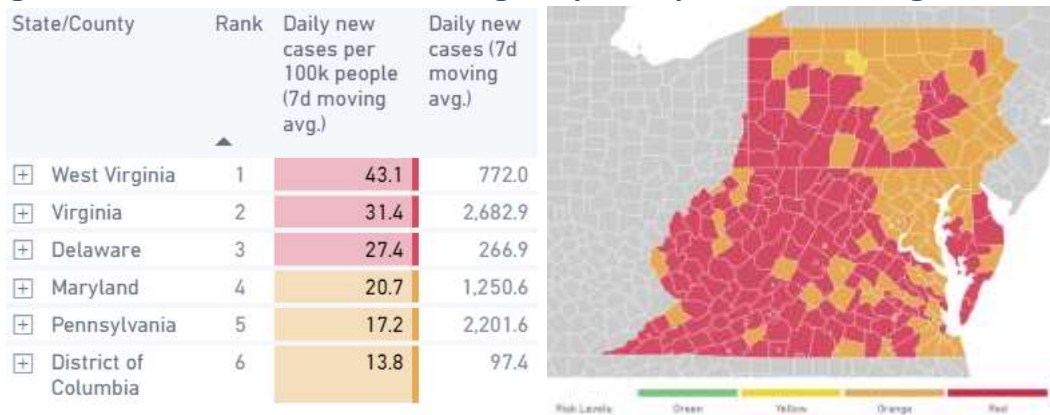 State/County Rank Daily new cases per 100k people (7d moving avg.) Daily new cases (7d moving avg.)
West Virginia 1 43.1 772.0
Virginia 2 31.4 2,682.9
Delaware 3 27.4 266.9
Maryland 4 20.7 1,250.6
Pennsylvania 5 17.2 2,201.6
District of Columbia 6 13.8 97.4
Risk Levels: Green Yellow Orange Red